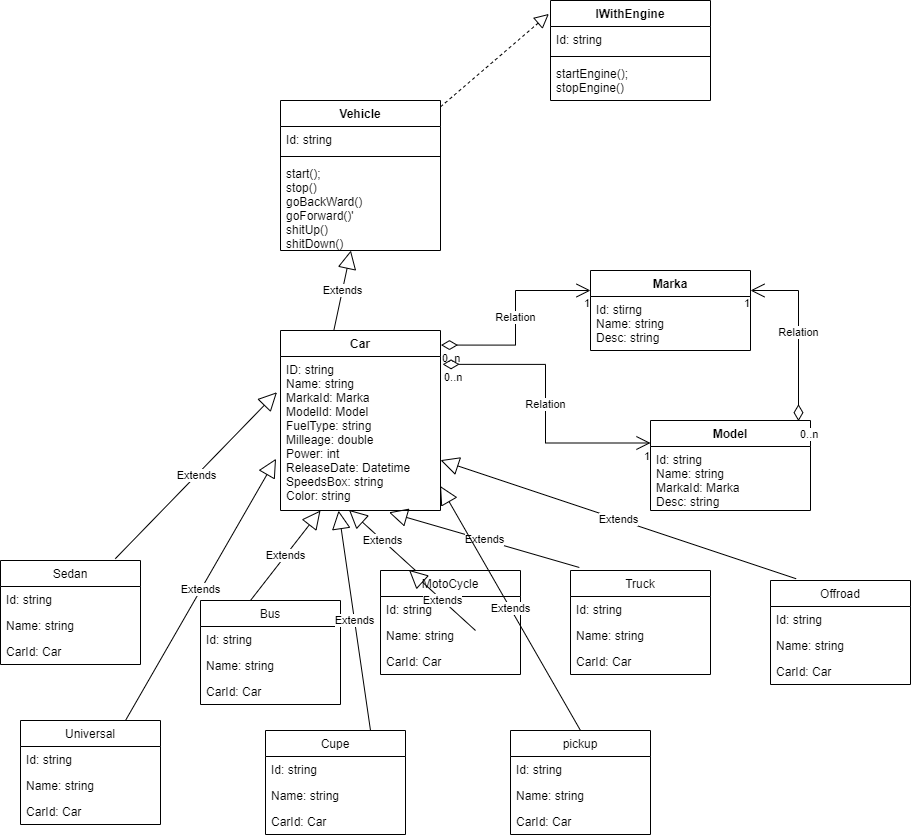 IWithEngine
Id: string
startEngine();
stopEngine()
Vehicle
Id: string
start();
stop()
goBackWard()
goForward()'
shitUp()
shitDown()
Extends
Marka
Id: stirng
Name: string
Desc: string
1
1
Relation
Relation
Car
ID: string
Name: string
MarkaId: Marka
ModelId: Model
FuelType: string
Milleage: double
Power: int
ReleaseDate: Datetime
SpeedsBox: string
Color: string
0..n
0..n
Relation
1
0..n
Model
Id: string
Name: string
MarkaId: Marka
Desc: string
Extends
Extends
Extends
Extends
Extends
Extends
Extends
Extends
Extends
Sedan
Id: string
Name: string
CarId: Car
Bus
Id: string
Name: string
CarId: Car
MotoCycle
Id: string
Name: string
CarId: Car
Truck
Id: string
Name: string
CarId: Car
Offroad
Id: string
Name: string
CarId: Car
Universal
Id: string
Name: string
CarId: Car
Cupe
Id: string
Name: string
CarId: Car
pickup
Id: string
Name: string
CarId: Car